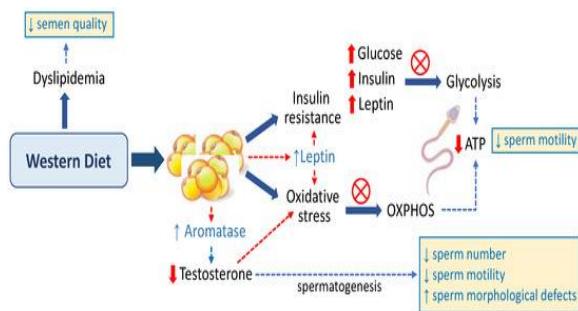 ↓ semen quality
Dyslipidemia
Western Diet
Insulin
resistance
↑ Leptin
Oxidative
stress
↑ Aromatase
↓ Testosterone
↑ Glucose
↑ Insulin
↑ Leptin
Glycolysis
↓ ATP
↓ sperm motility
OXPHOS
spermatogenesis
↓ sperm number
↓ sperm motility
↑ sperm morphological defects